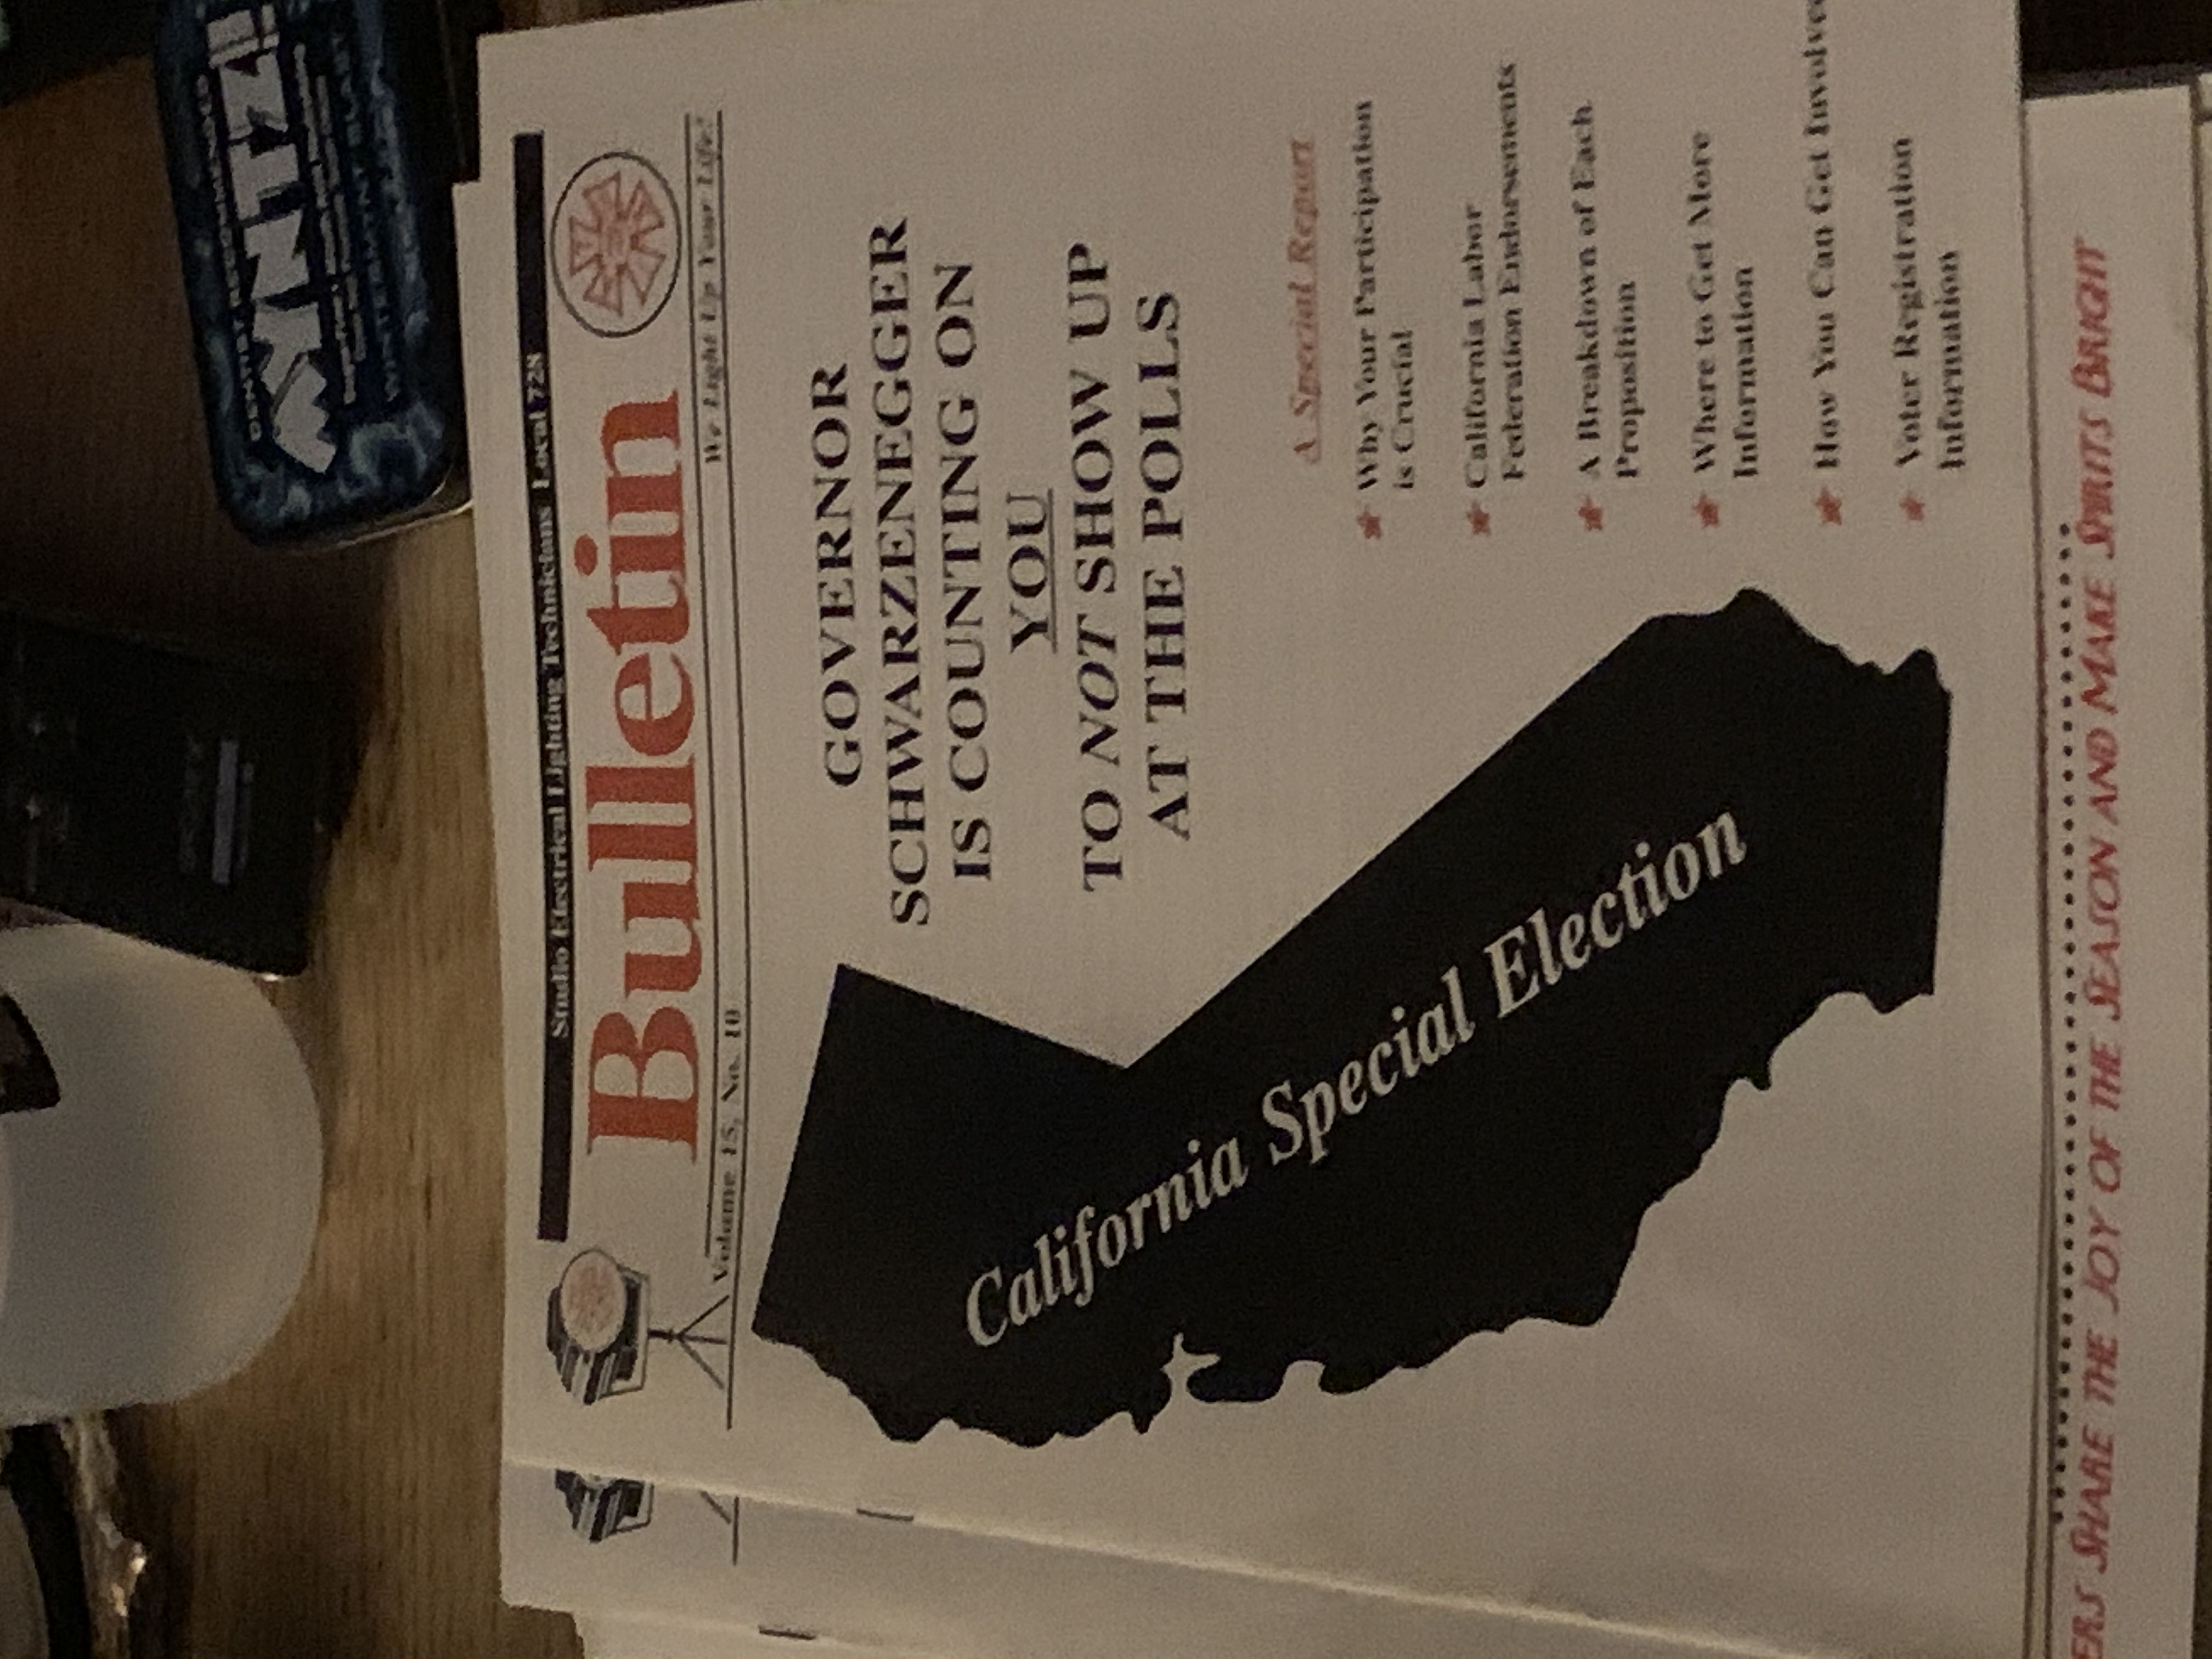 Studio Electrical Lighting Technicians Local 728
Bulletin
Volume 15, No. 10
We Light Up Your Life!
GOVERNOR
SCHWARZENEGGER
IS COUNTING ON
YOU
TO NOT SHOW UP
AT THE POLLS
California Special Election
A Special Report
Why Your Participation
is Crucial
California Labor
Federation Endorsements
A Breakdown of Each
Proposition
Where to Get More
Information
How You Can Get Involved
Voter Registration
Information
ERS SHARE THE JOY OF THE SEASON AND MAKE SPIRITS BRIGHT